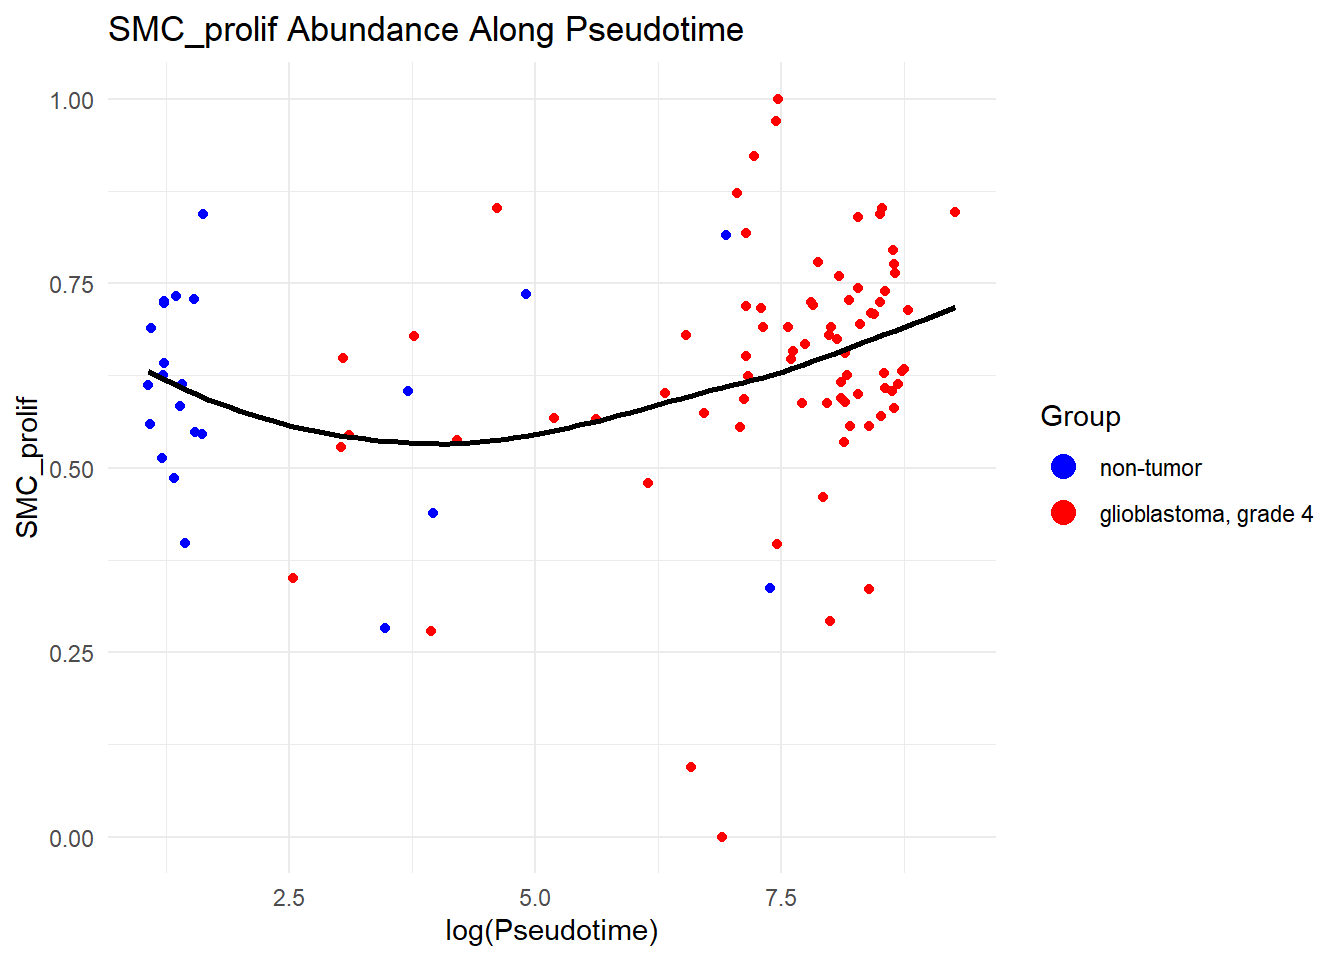 SMC_prolif Abundance Along Pseudotime
SMC_prolif
1.00
0.75
0.50
0.25
0.00
2.5 5.0 7.5
log(Pseudotime)
Group
non-tumor
glioblastoma, grade 4